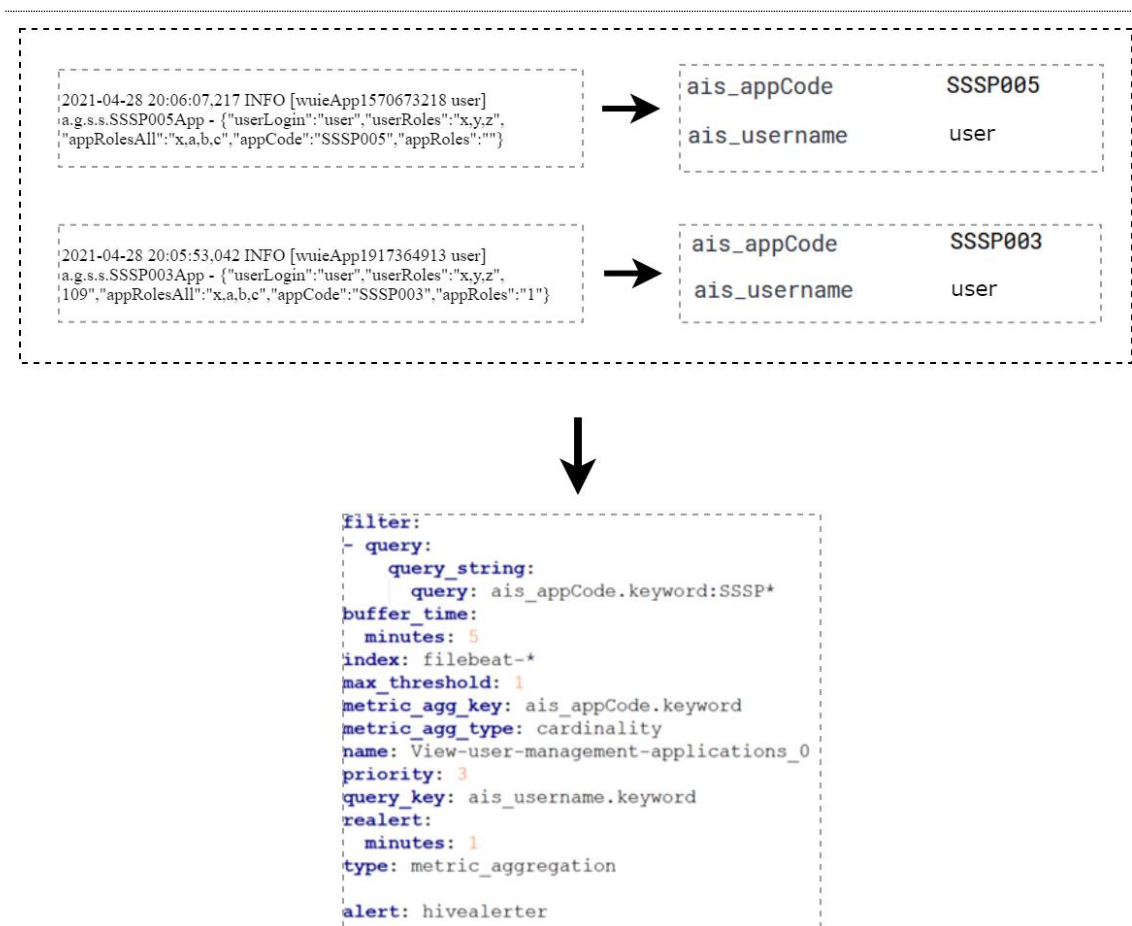 2021-04-28 20:06:07,217 INFO [wuieApp1570673218 user]
a.g.s.s.SSSP005App - {"userLogin":"user","userRoles":"x,y,z",
"appRolesAll":"x,a,b,c","appCode":"SSSP005","appRoles":""}
ais_appCode SSSP005
ais_username user
2021-04-28 20:05:53,042 INFO [wuieApp1917364913 user]
a.g.s.s.SSSP003App - {"userLogin":"user","userRoles":"x,y,z",
109","appRolesAll":"x,a,b,c","appCode":"SSSP003","appRoles":"1"}
ais_appCode SSSP003
ais_username user
filter:
- query:
query_string:
query: ais_appCode.keyword:SSSP*
buffer_time:
minutes: 5
index: filebeat-*
max_threshold: 1
metric_agg_key: ais_appCode.keyword
metric_agg_type: cardinality
name: View-user-management-applications_0
priority: 3
query_key: ais_username.keyword
realert:
minutes: 1
type: metric_aggregation
alert: hivealerter